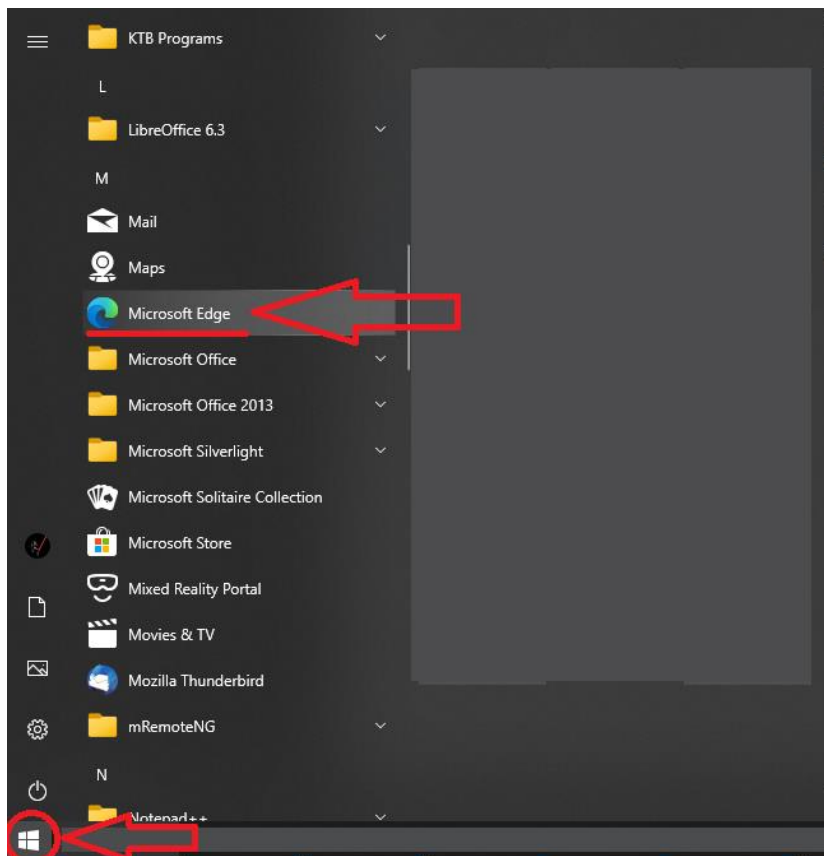 KTB Programs
L
LibreOffice 6.3
M
Mail
Maps
Microsoft Edge
Microsoft Office
Microsoft Office 2013
Microsoft Silverlight
Microsoft Solitaire Collection
Microsoft Store
Mixed Reality Portal
Movies & TV
Mozilla Thunderbird
mRemoteNG
N
Notepad++